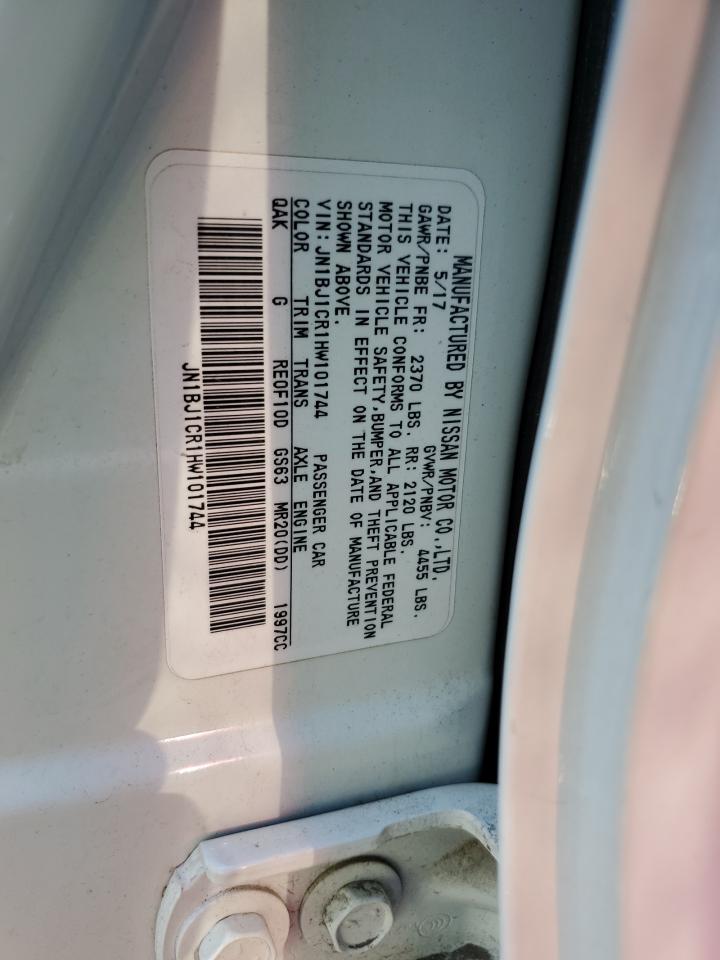 MANUFACTURED BY NISSAN MOTOR CO.,LTD.
DATE: 5/17 GVWR/PNBV: 4455 LBS.
GAWR/PNBE FR: 2370 LBS. RR: 2120 LBS.
THIS VEHICLE CONFORMS TO ALL APPLICABLE FEDERAL
MOTOR VEHICLE SAFETY,BUMPER,AND THEFT PREVENTION
STANDARDS IN EFFECT ON THE DATE OF MANUFACTURE
SHOWN ABOVE.
VIN: JN1BJ1CR1HW101744 PASSENGER CAR
COLOR TRIM TRANS AXLE ENGINE
QAK G RE0F10D GS63 MR20(DD) 1997CC
JN1BJ1CR1HW101744